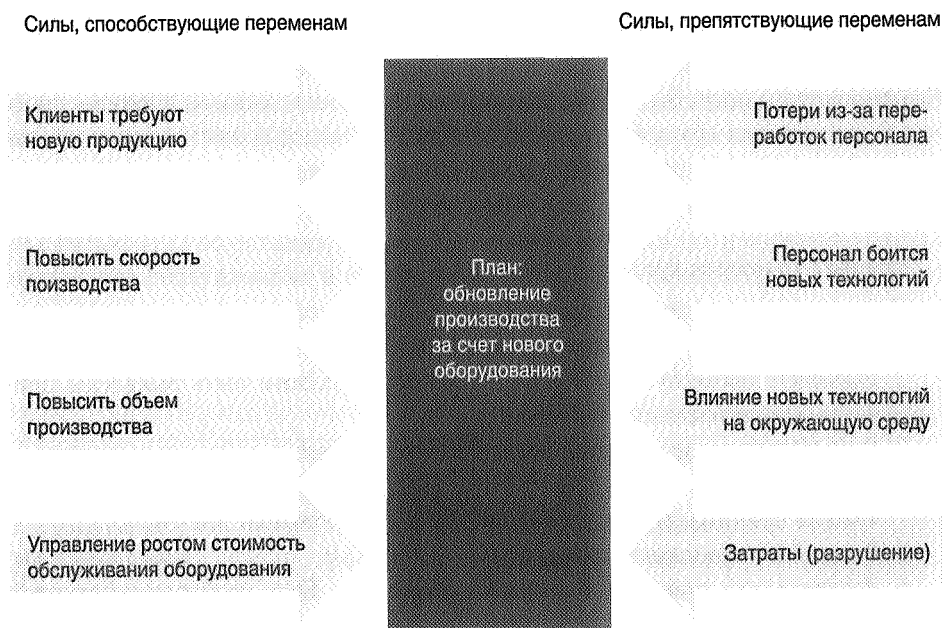 Силы, способствующие переменам
Силы, препятствующие переменам
Клиенты требуют
новую продукцию
Повысить скорость
поизводства
Повысить объем
производства
Управление ростом стоимость
обслуживания оборудования
План:
обновление
производства
за счет нового
оборудования
Потери из-за пере-
работок персонала
Персонал боится
новых технологий
Влияние новых технологий
на окружающую среду
Затраты (разрушение)